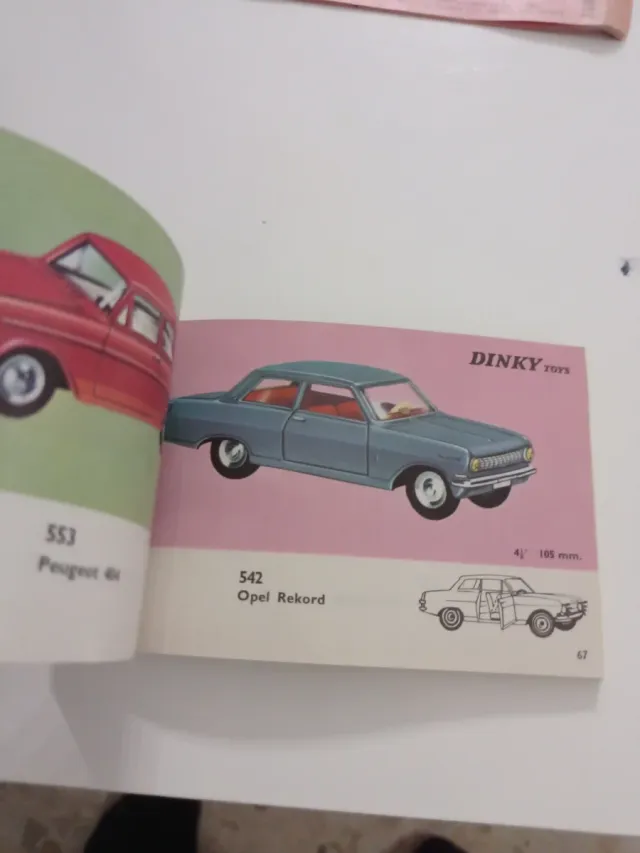 553
Peugeot 404
DINKY TOYS
4¼" 105 mm.
542
Opel Rekord
67